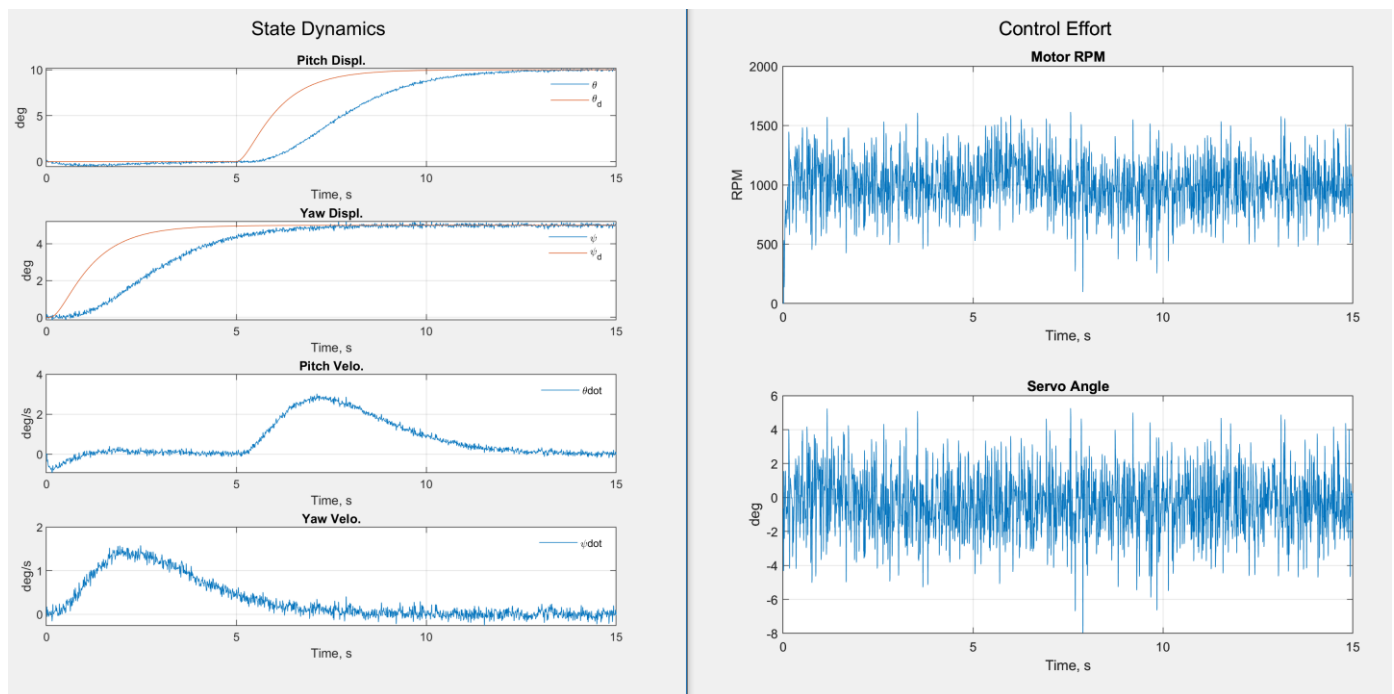 State Dynamics
Pitch Displ.
10
5
0
deg
θ
θd
0 5 10 15
Time, s
Yaw Displ.
4
2
0
deg
ψ
ψd
0 5 10 15
Time, s
Pitch Velo.
4
2
0
deg/s
θdot
0 5 10 15
Time, s
Yaw Velo.
2
1
0
deg/s
ψdot
0 5 10 15
Time, s
Control Effort
Motor RPM
2000
1500
1000
500
0
RPM
0 5 10 15
Time, s
Servo Angle
6
4
2
0
-2
-4
-6
-8
deg
0 5 10 15
Time, s